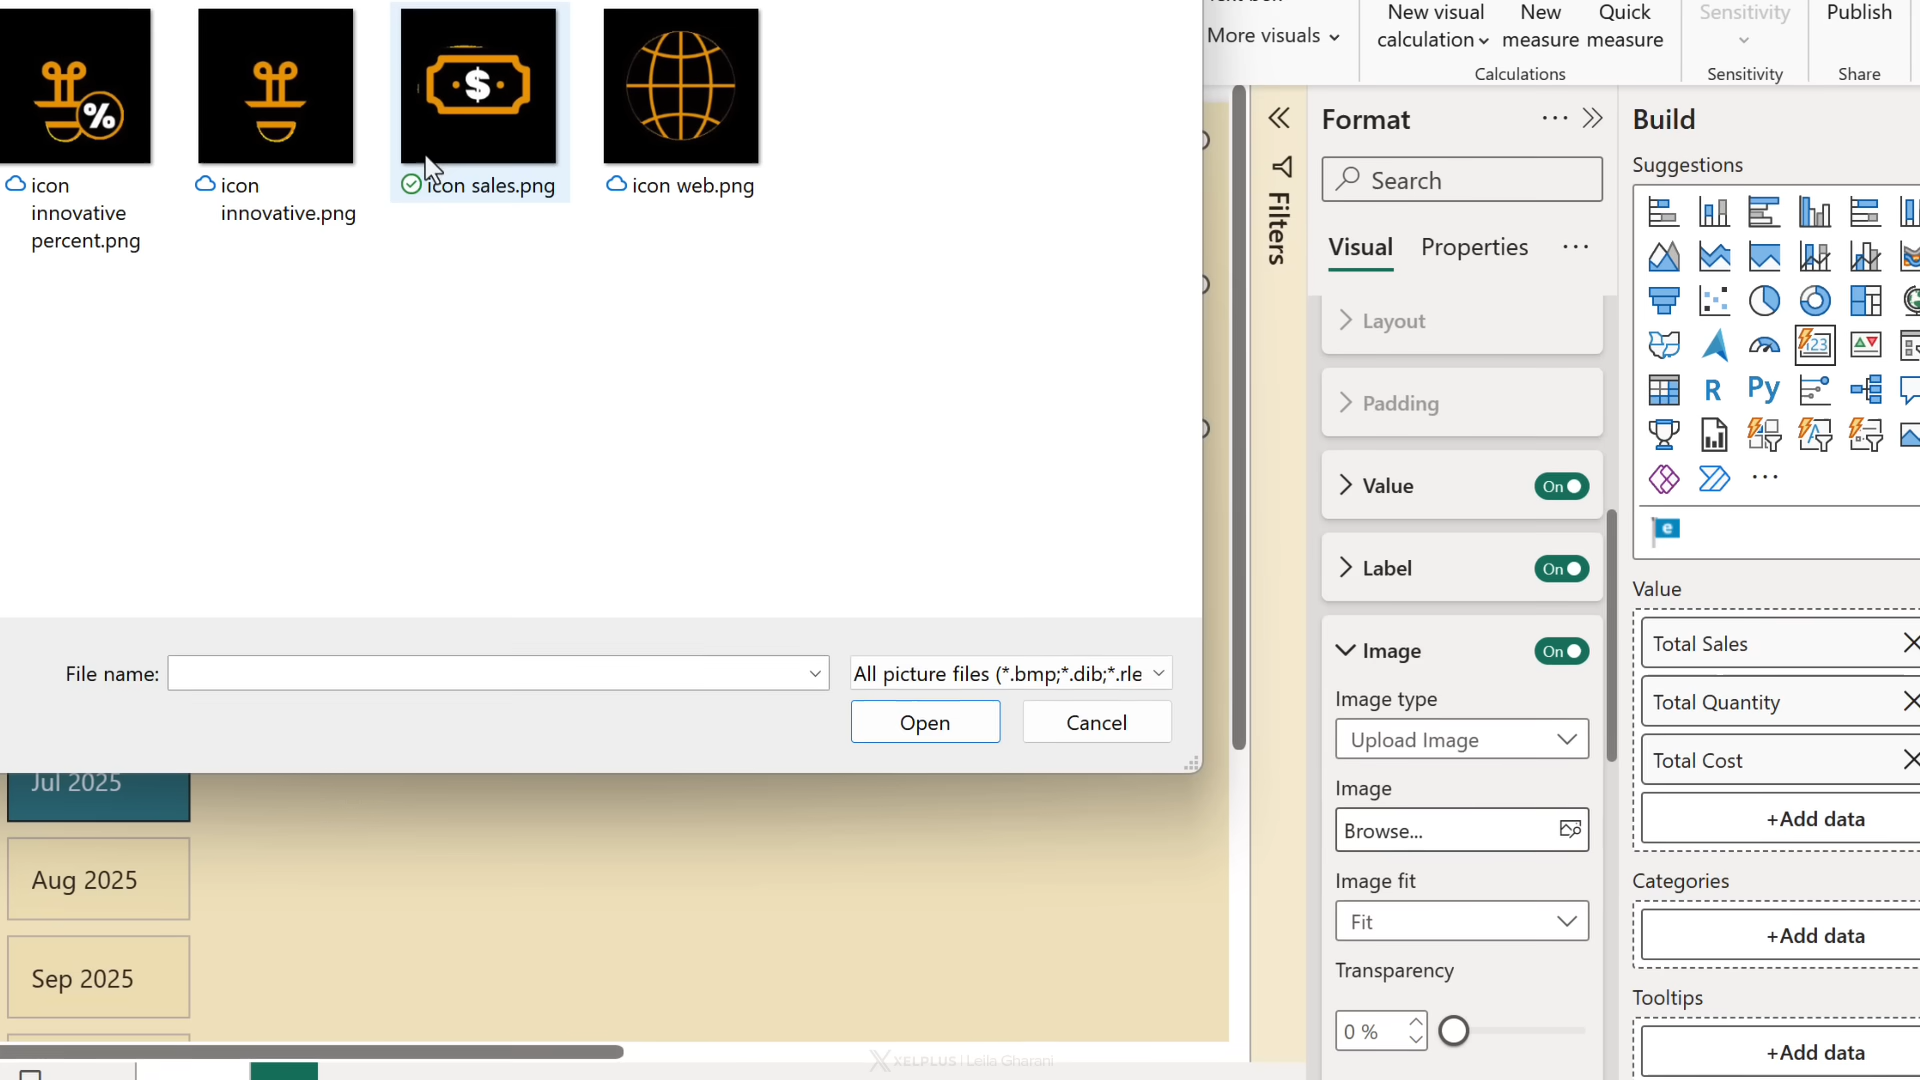 icon
innovative
percent.png
icon
innovative.png
icon sales.png
icon web.png
File name:
All picture files (*.bmp;*.dib;*.rle
Open
Cancel
Jul 2025
Aug 2025
Sep 2025
XELPLUS | Leila Gharani
More visuals
New visual
calculation
New
measure
Quick
measure
Calculations
Sensitivity
Sensitivity
Publish
Share
Filters
Format
Search
Visual
Properties
Layout
Padding
Value
On
Label
On
Image
On
Image type
Upload Image
Image
Browse...
Image fit
Fit
Transparency
0 %
Build
Suggestions
123
R
Py
Value
Total Sales
Total Quantity
Total Cost
+Add data
Categories
+Add data
Tooltips
+Add data